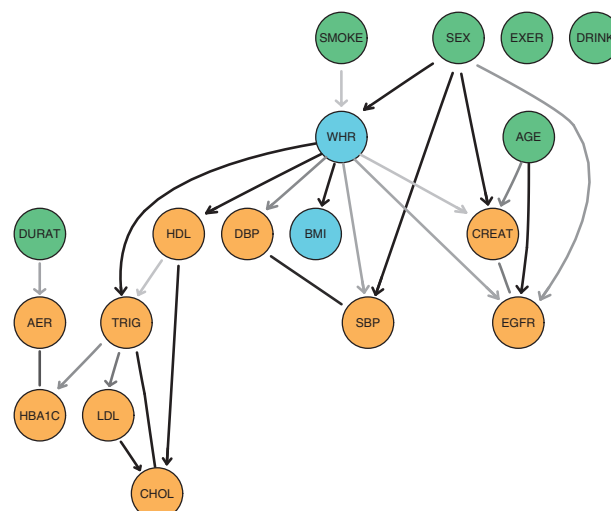 SMOKE SEX EXER DRINK
WHR AGE
DURAT HDL DBP BMI CREAT
AER TRIG SBP EGFR
HBA1C LDL
CHOL